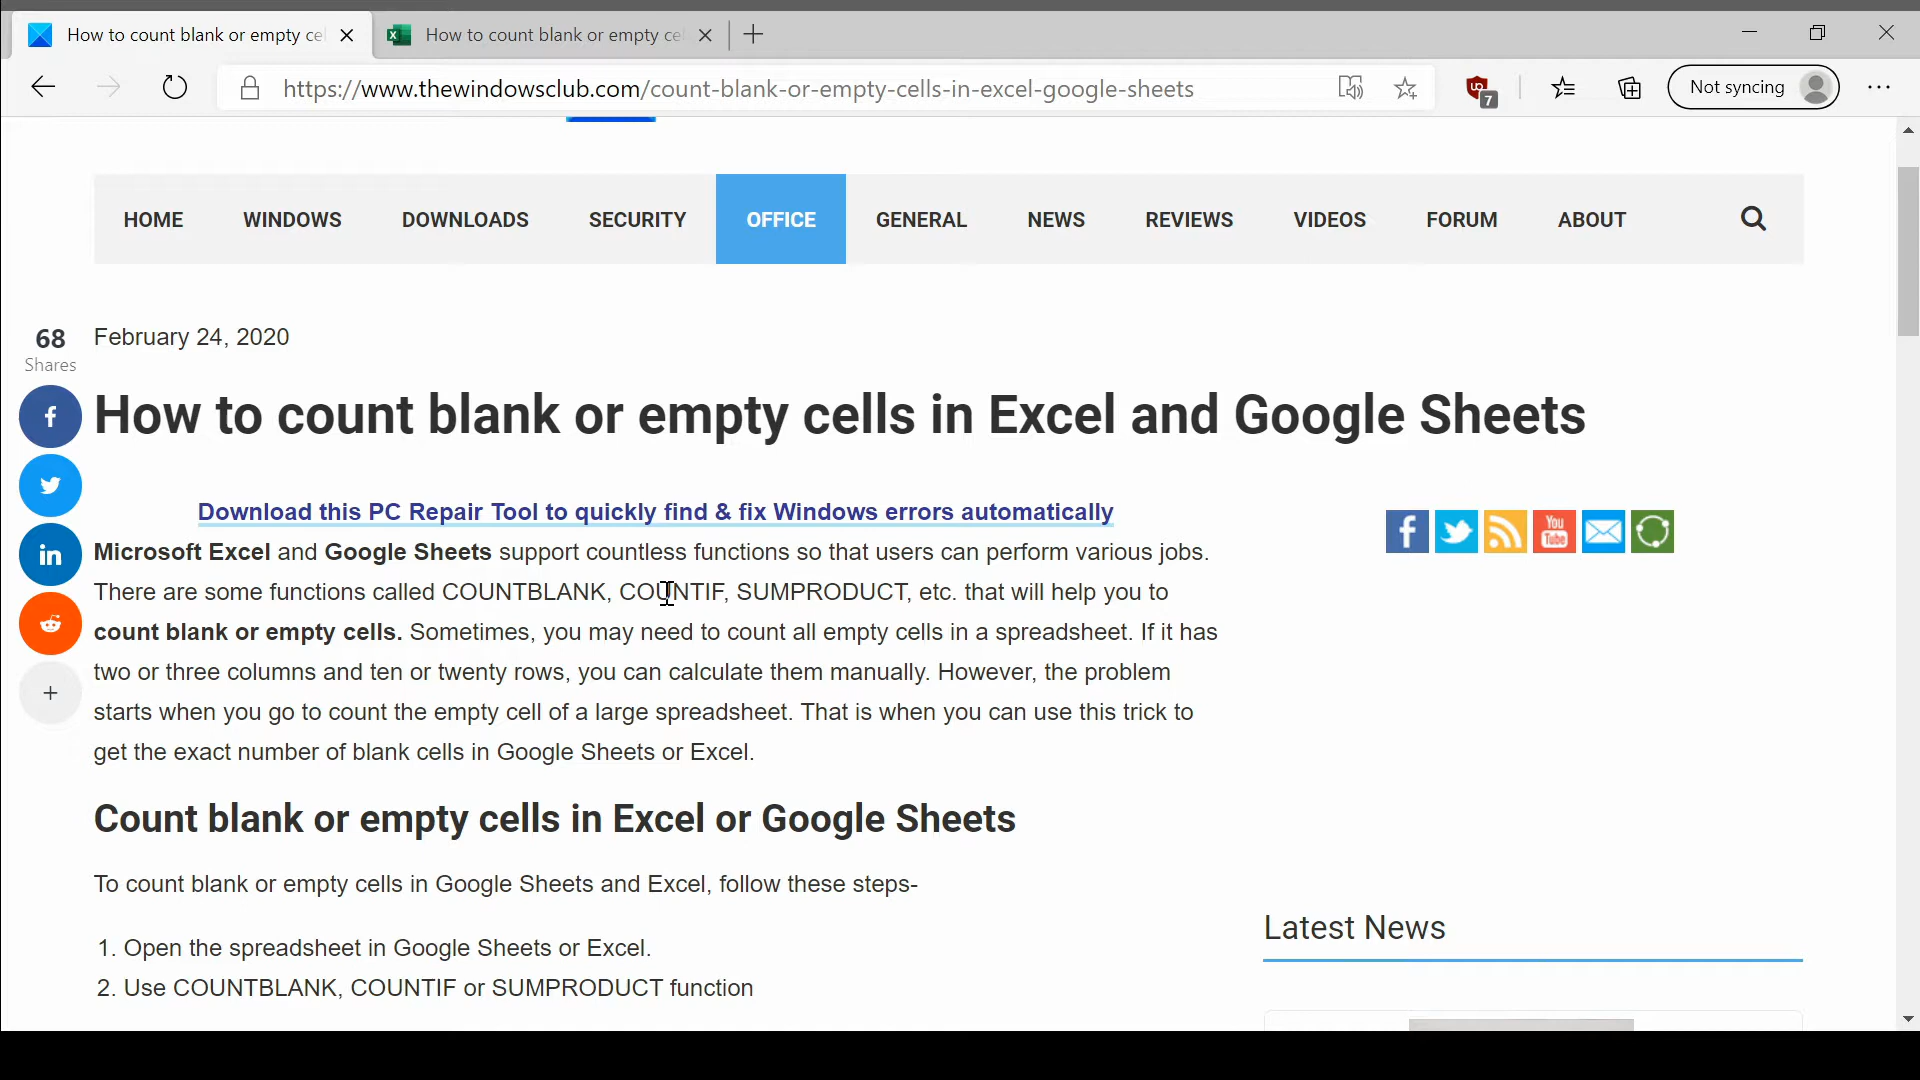 How to count blank or empty ce
How to count blank or empty ce
https://www.thewindowsclub.com/count-blank-or-empty-cells-in-excel-google-sheets
7
Not syncing
HOME WINDOWS DOWNLOADS SECURITY OFFICE GENERAL NEWS REVIEWS VIDEOS FORUM ABOUT
68
Shares
February 24, 2020
How to count blank or empty cells in Excel and Google Sheets
Download this PC Repair Tool to quickly find & fix Windows errors automatically
You
Tube
Microsoft Excel and Google Sheets support countless functions so that users can perform various jobs.
There are some functions called COUNTBLANK, COUNTIF, SUMPRODUCT, etc. that will help you to
count blank or empty cells. Sometimes, you may need to count all empty cells in a spreadsheet. If it has
two or three columns and ten or twenty rows, you can calculate them manually. However, the problem
starts when you go to count the empty cell of a large spreadsheet. That is when you can use this trick to
get the exact number of blank cells in Google Sheets or Excel.
Count blank or empty cells in Excel or Google Sheets
To count blank or empty cells in Google Sheets and Excel, follow these steps-
1. Open the spreadsheet in Google Sheets or Excel.
2. Use COUNTBLANK, COUNTIF or SUMPRODUCT function
Latest News